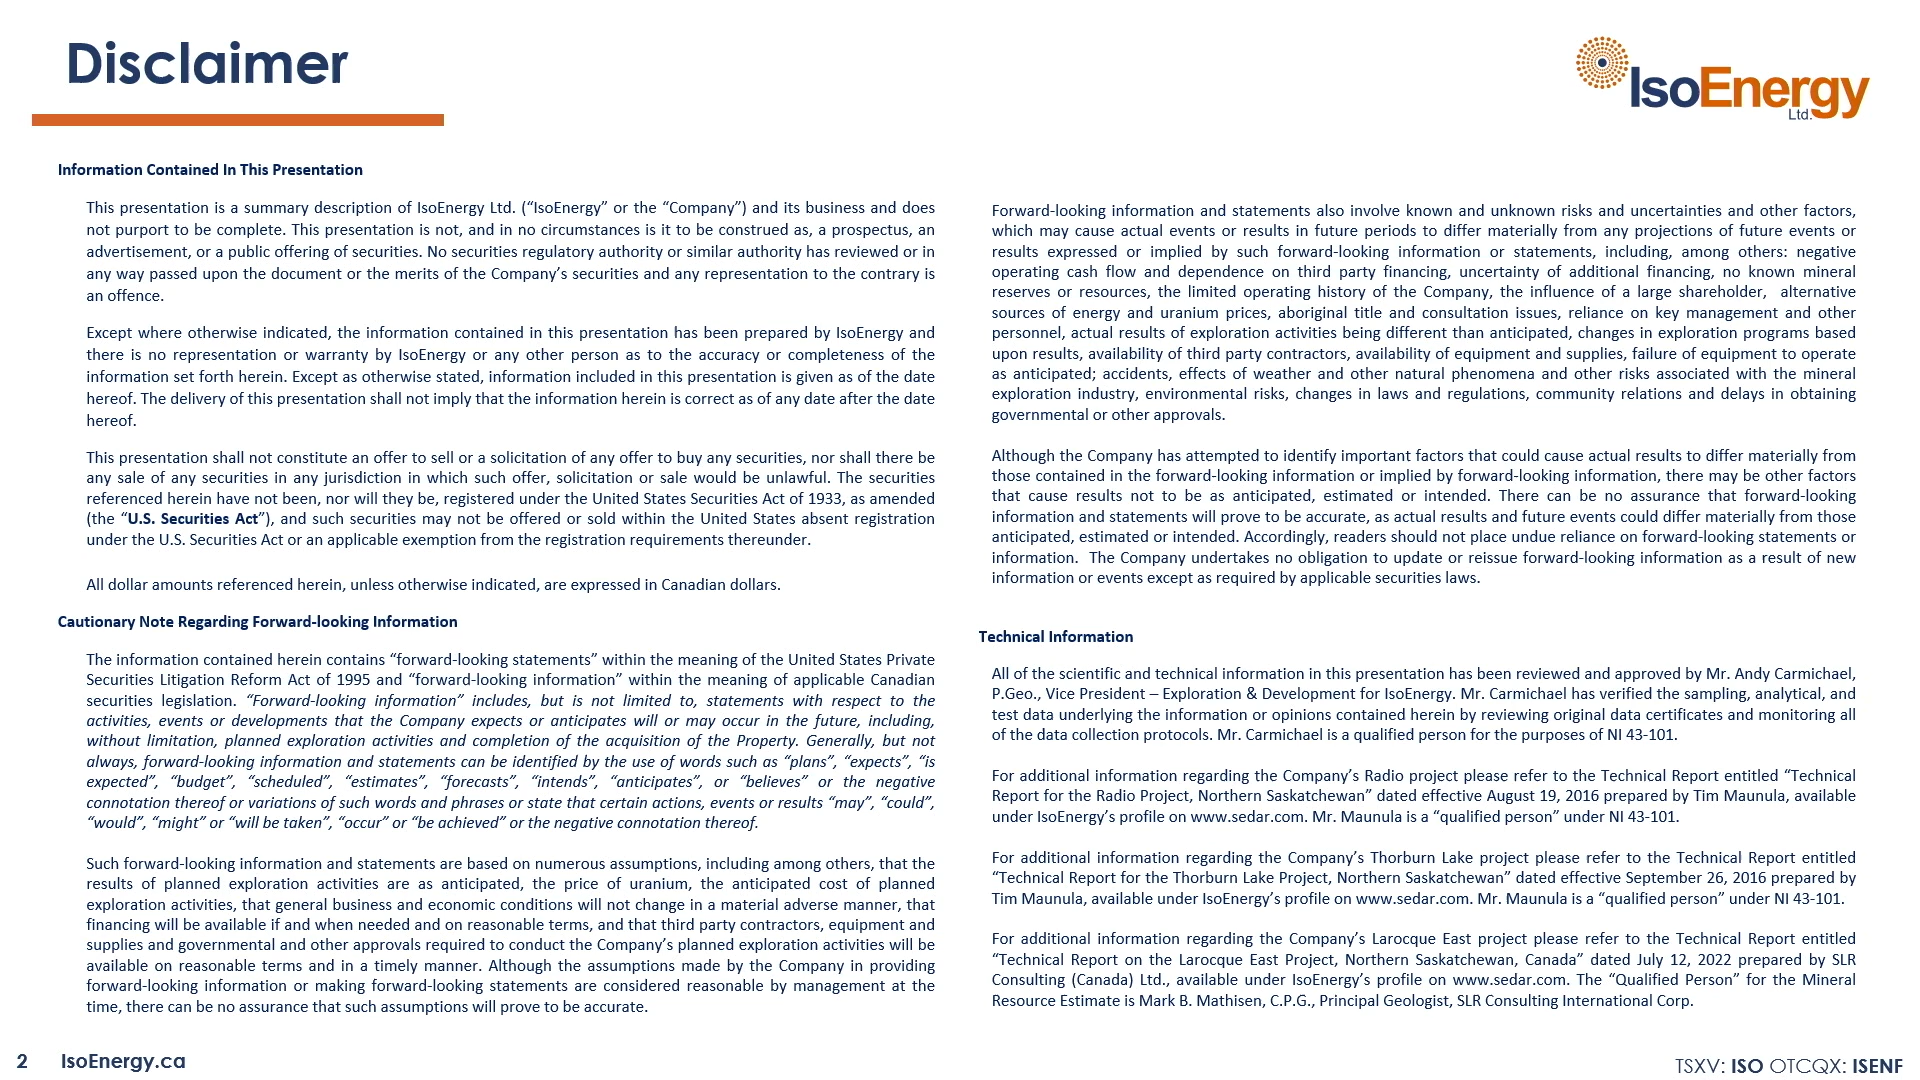 Disclaimer
IsoEnergy
Ltd.
Information Contained In This Presentation
This presentation is a summary description of IsoEnergy Ltd. (“IsoEnergy” or the “Company”) and its business and does
not purport to be complete. This presentation is not, and in no circumstances is it to be construed as, a prospectus, an
advertisement, or a public offering of securities. No securities regulatory authority or similar authority has reviewed or in
any way passed upon the document or the merits of the Company’s securities and any representation to the contrary is
an offence.
Except where otherwise indicated, the information contained in this presentation has been prepared by IsoEnergy and
there is no representation or warranty by IsoEnergy or any other person as to the accuracy or completeness of the
information set forth herein. Except as otherwise stated, information included in this presentation is given as of the date
hereof. The delivery of this presentation shall not imply that the information herein is correct as of any date after the date
hereof.
This presentation shall not constitute an offer to sell or a solicitation of any offer to buy any securities, nor shall there be
any sale of any securities in any jurisdiction in which such offer, solicitation or sale would be unlawful. The securities
referenced herein have not been, nor will they be, registered under the United States Securities Act of 1933, as amended
(the “U.S. Securities Act”), and such securities may not be offered or sold within the United States absent registration
under the U.S. Securities Act or an applicable exemption from the registration requirements thereunder.
All dollar amounts referenced herein, unless otherwise indicated, are expressed in Canadian dollars.
Cautionary Note Regarding Forward-looking Information
The information contained herein contains “forward-looking statements” within the meaning of the United States Private
Securities Litigation Reform Act of 1995 and “forward-looking information” within the meaning of applicable Canadian
securities legislation. “Forward-looking information” includes, but is not limited to, statements with respect to the
activities, events or developments that the Company expects or anticipates will or may occur in the future, including,
without limitation, planned exploration activities and completion of the acquisition of the Property. Generally, but not
always, forward-looking information and statements can be identified by the use of words such as “plans”, “expects”, “is
expected”, “budget”, “scheduled”, “estimates”, “forecasts”, “intends”, “anticipates”, or “believes” or the negative
connotation thereof or variations of such words and phrases or state that certain actions, events or results “may”, “could”,
“would”, “might” or “will be taken”, “occur” or “be achieved” or the negative connotation thereof.
Such forward-looking information and statements are based on numerous assumptions, including among others, that the
results of planned exploration activities are as anticipated, the price of uranium, the anticipated cost of planned
exploration activities, that general business and economic conditions will not change in a material adverse manner, that
financing will be available if and when needed and on reasonable terms, and that third party contractors, equipment and
supplies and governmental and other approvals required to conduct the Company’s planned exploration activities will be
available on reasonable terms and in a timely manner. Although the assumptions made by the Company in providing
forward-looking information or making forward-looking statements are considered reasonable by management at the
time, there can be no assurance that such assumptions will prove to be accurate.
Forward-looking information and statements also involve known and unknown risks and uncertainties and other factors,
which may cause actual events or results in future periods to differ materially from any projections of future events or
results expressed or implied by such forward-looking information or statements, including, among others: negative
operating cash flow and dependence on third party financing, uncertainty of additional financing, no known mineral
reserves or resources, the limited operating history of the Company, the influence of a large shareholder, alternative
sources of energy and uranium prices, aboriginal title and consultation issues, reliance on key management and other
personnel, actual results of exploration activities being different than anticipated, changes in exploration programs based
upon results, availability of third party contractors, availability of equipment and supplies, failure of equipment to operate
as anticipated; accidents, effects of weather and other natural phenomena and other risks associated with the mineral
exploration industry, environmental risks, changes in laws and regulations, community relations and delays in obtaining
governmental or other approvals.
Although the Company has attempted to identify important factors that could cause actual results to differ materially from
those contained in the forward-looking information or implied by forward-looking information, there may be other factors
that cause results not to be as anticipated, estimated or intended. There can be no assurance that forward-looking
information and statements will prove to be accurate, as actual results and future events could differ materially from those
anticipated, estimated or intended. Accordingly, readers should not place undue reliance on forward-looking statements or
information. The Company undertakes no obligation to update or reissue forward-looking information as a result of new
information or events except as required by applicable securities laws.
Technical Information
All of the scientific and technical information in this presentation has been reviewed and approved by Mr. Andy Carmichael,
P.Geo., Vice President – Exploration & Development for IsoEnergy. Mr. Carmichael has verified the sampling, analytical, and
test data underlying the information or opinions contained herein by reviewing original data certificates and monitoring all
of the data collection protocols. Mr. Carmichael is a qualified person for the purposes of NI 43-101.
For additional information regarding the Company’s Radio project please refer to the Technical Report entitled “Technical
Report for the Radio Project, Northern Saskatchewan” dated effective August 19, 2016 prepared by Tim Maunula, available
under IsoEnergy’s profile on www.sedar.com. Mr. Maunula is a “qualified person” under NI 43-101.
For additional information regarding the Company’s Thorburn Lake project please refer to the Technical Report entitled
“Technical Report for the Thorburn Lake Project, Northern Saskatchewan” dated effective September 26, 2016 prepared by
Tim Maunula, available under IsoEnergy’s profile on www.sedar.com. Mr. Maunula is a “qualified person” under NI 43-101.
For additional information regarding the Company’s Larocque East project please refer to the Technical Report entitled
“Technical Report on the Larocque East Project, Northern Saskatchewan, Canada” dated July 12, 2022 prepared by SLR
Consulting (Canada) Ltd., available under IsoEnergy’s profile on www.sedar.com. The “Qualified Person” for the Mineral
Resource Estimate is Mark B. Mathisen, C.P.G., Principal Geologist, SLR Consulting International Corp.
2 IsoEnergy.ca
TSXV: ISO OTCQX: ISENF